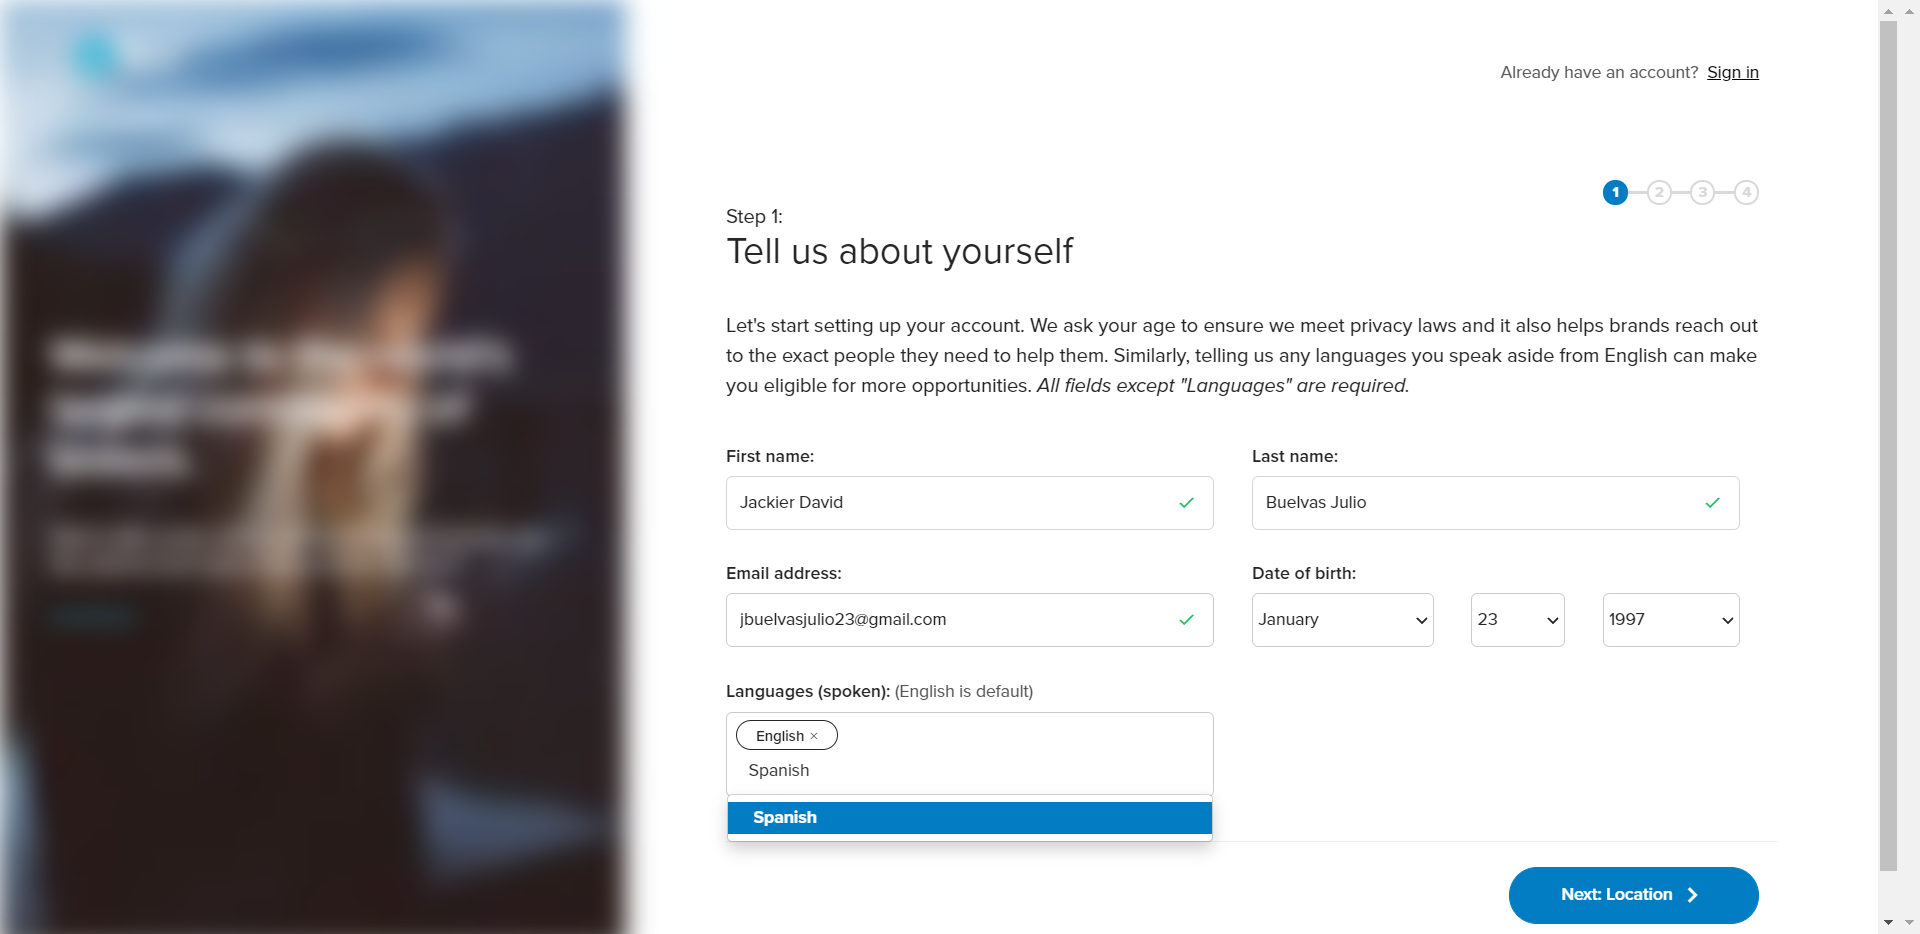 Already have an account? Sign in
1 2 3 4
Step 1:
Tell us about yourself
Let's start setting up your account. We ask your age to ensure we meet privacy laws and it also helps brands reach out
to the exact people they need to help them. Similarly, telling us any languages you speak aside from English can make
you eligible for more opportunities. All fields except "Languages" are required.
First name:
Last name:
Jackier David
Buelvas Julio
Email address:
Date of birth:
jbuelvasjulio23@gmail.com
January
23
1997
Languages (spoken): (English is default)
English ×
Spanish
Spanish
Next: Location